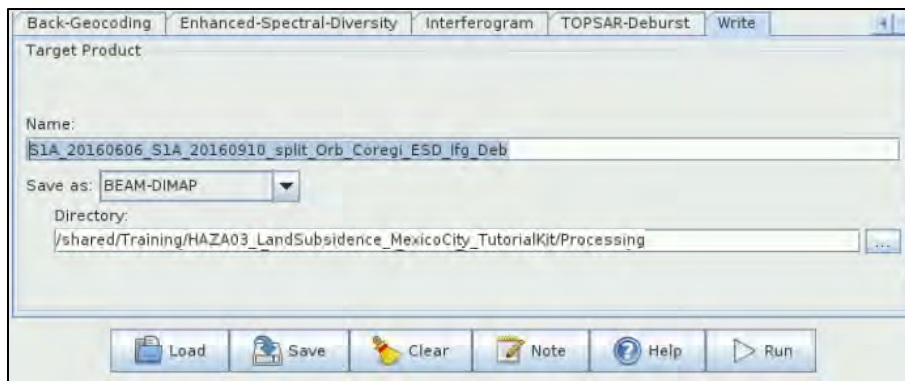 Back-Geocoding Enhanced-Spectral-Diversity Interferogram TOPSAR-Deburst Write
Target Product
Name:
S1A_20160606_S1A_20160910_split_Orb_Coregi_ESD_Ifg_Deb
Save as: BEAM-DIMAP
Directory:
/shared/Training/HAZA03_LandSubsidence_MexicoCity_TutorialKit/Processing
...
Load Save Clear Note Help Run